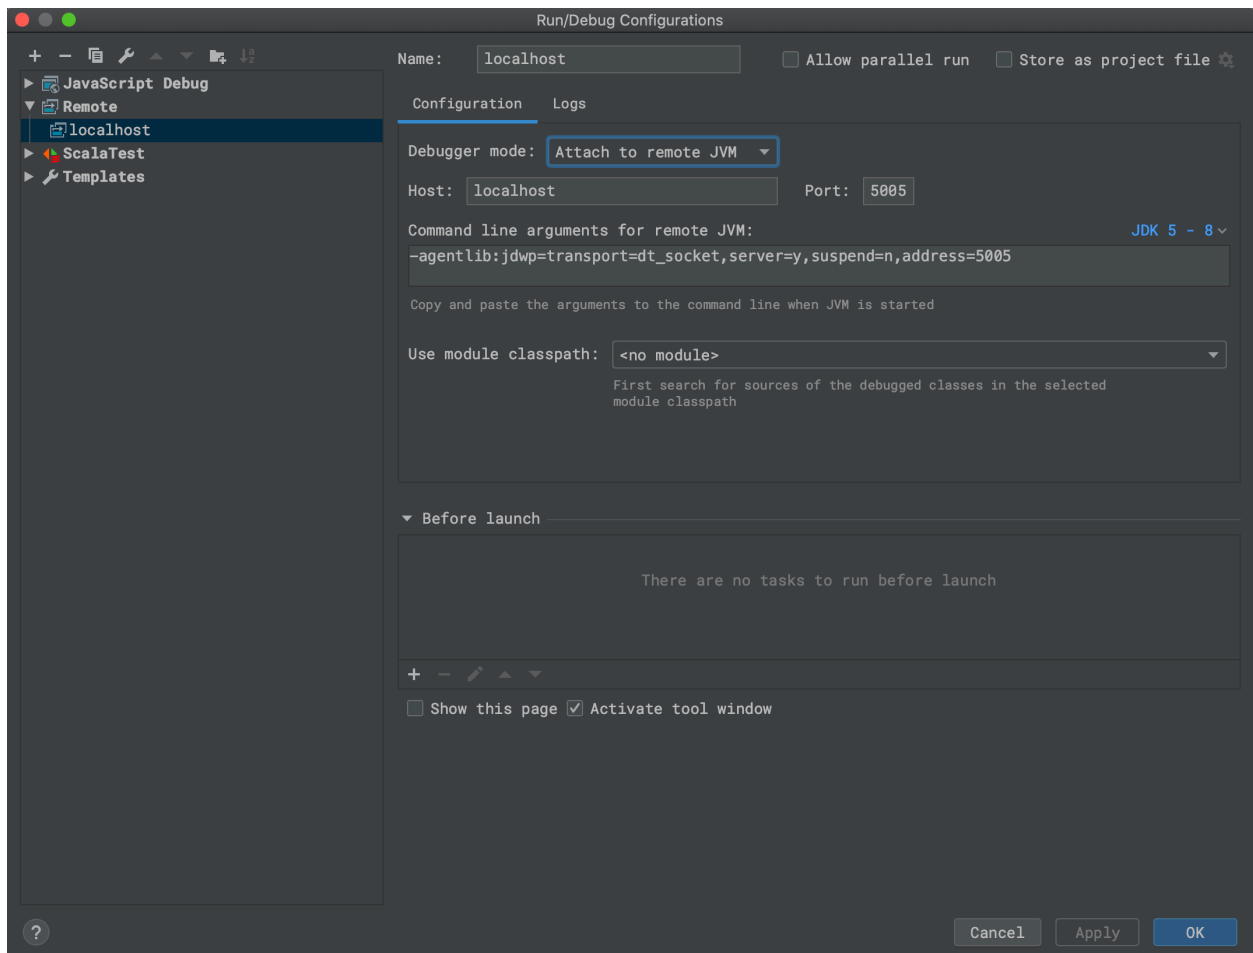 Run/Debug Configurations
JavaScript Debug
Remote
localhost
ScalaTest
Templates
Name: localhost
Allow parallel run
Store as project file
Configuration Logs
Debugger mode: Attach to remote JVM
Host: localhost Port: 5005
Command line arguments for remote JVM: JDK 5 - 8
-agentlib:jdwp=transport=dt_socket,server=y,suspend=n,address=5005
Copy and paste the arguments to the command line when JVM is started
Use module classpath: <no module>
First search for sources of the debugged classes in the selected
module classpath
Before launch
There are no tasks to run before launch
Show this page Activate tool window
? Cancel Apply OK